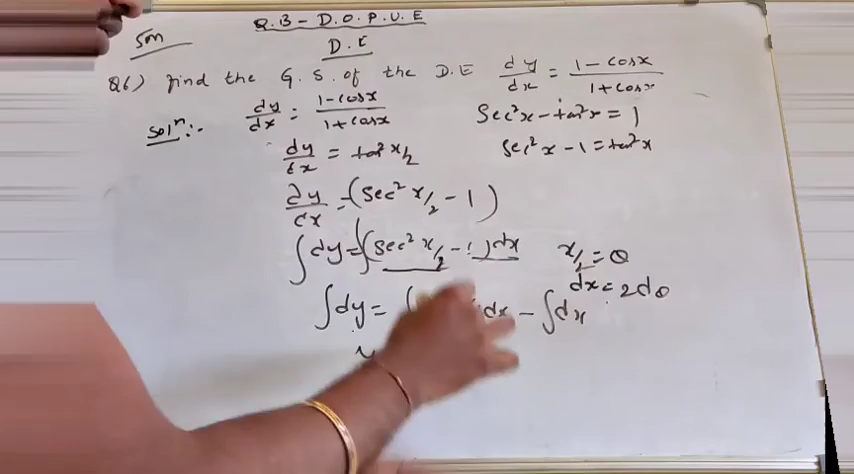 5m
Q.B - D.O.P.U.E
D.E
Q6) find the G.S. of the D.E dy/dx = 1-cosx/1+cosx
Solⁿ:- dy/dx = 1-cosx/1+cosx
Sec²x - tan²x = 1
dy/dx = tan² x/2
Sec²x - 1 = tan²x
dy/dx = (Sec² x/2 - 1)
∫dy = ∫(Sec² x/2 - 1)dx
x/2 = θ
dx = 2dθ
∫dy = dx - ∫dx